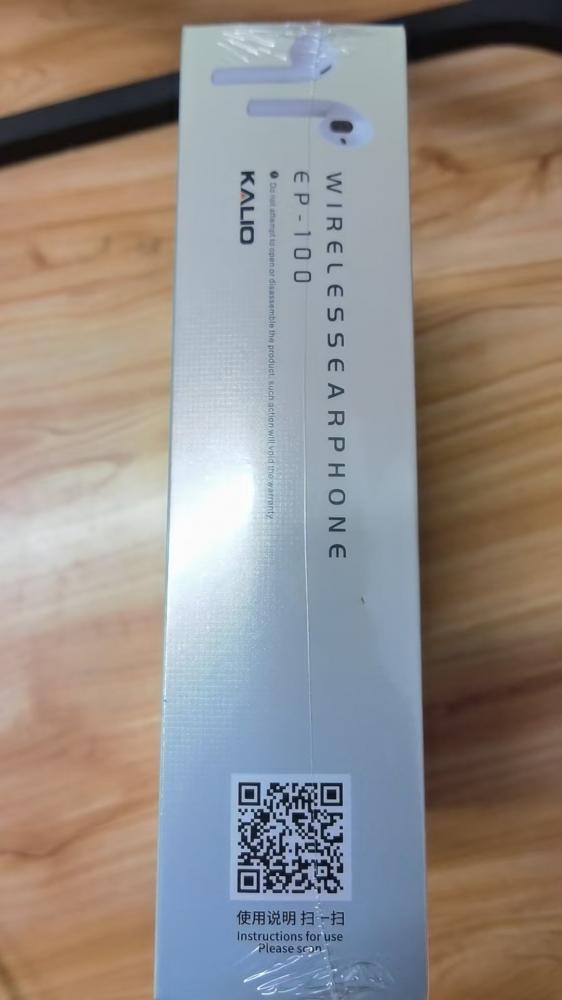 WIRELESSEARPHONE
EP-100
Do not attempt to open or disassemble the product, such action will void the warranty.
KALIO
使用说明 扫一扫
Instructions for use
Please scan